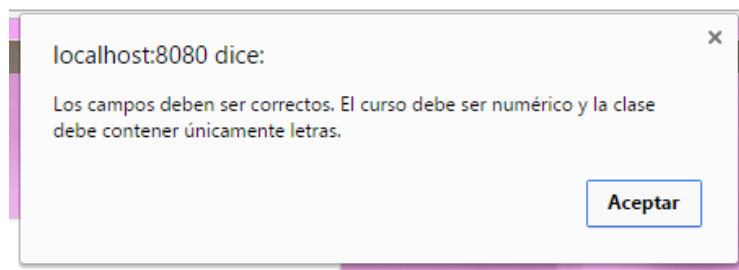 localhost:8080 dice:
Los campos deben ser correctos. El curso debe ser numérico y la clase
debe contener únicamente letras.
Aceptar